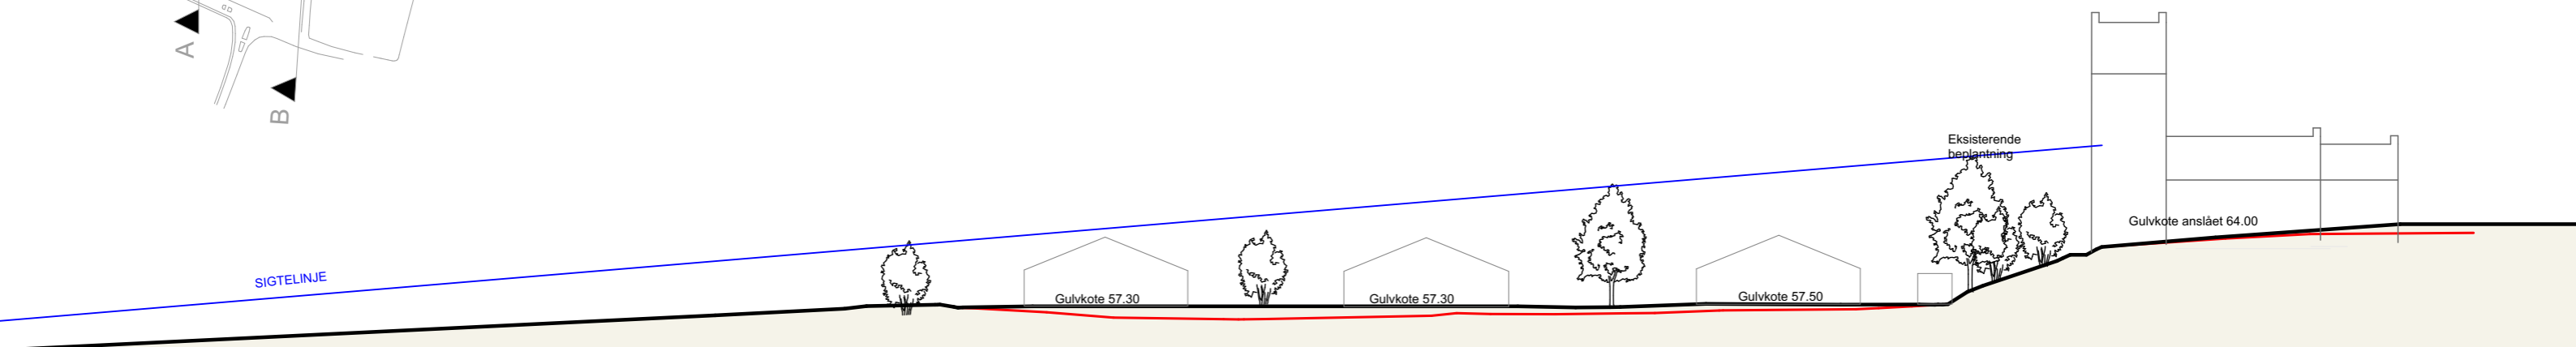 A
B
SIGTELINJE
Gulvkote 57.30
Gulvkote 57.30
Gulvkote 57.50
Eksisterende
beplantning
Gulvkote anslået 64.00